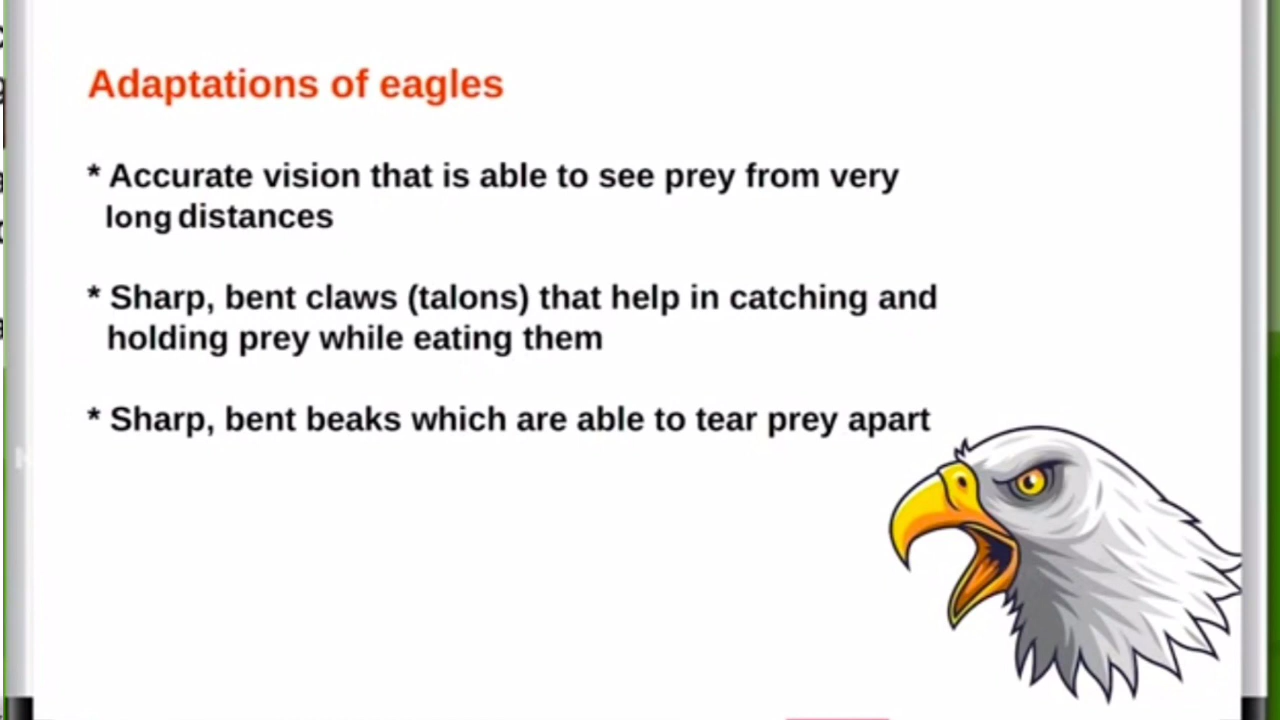 Adaptations of eagles
* Accurate vision that is able to see prey from very
long distances
* Sharp, bent claws (talons) that help in catching and
holding prey while eating them
* Sharp, bent beaks which are able to tear prey apart